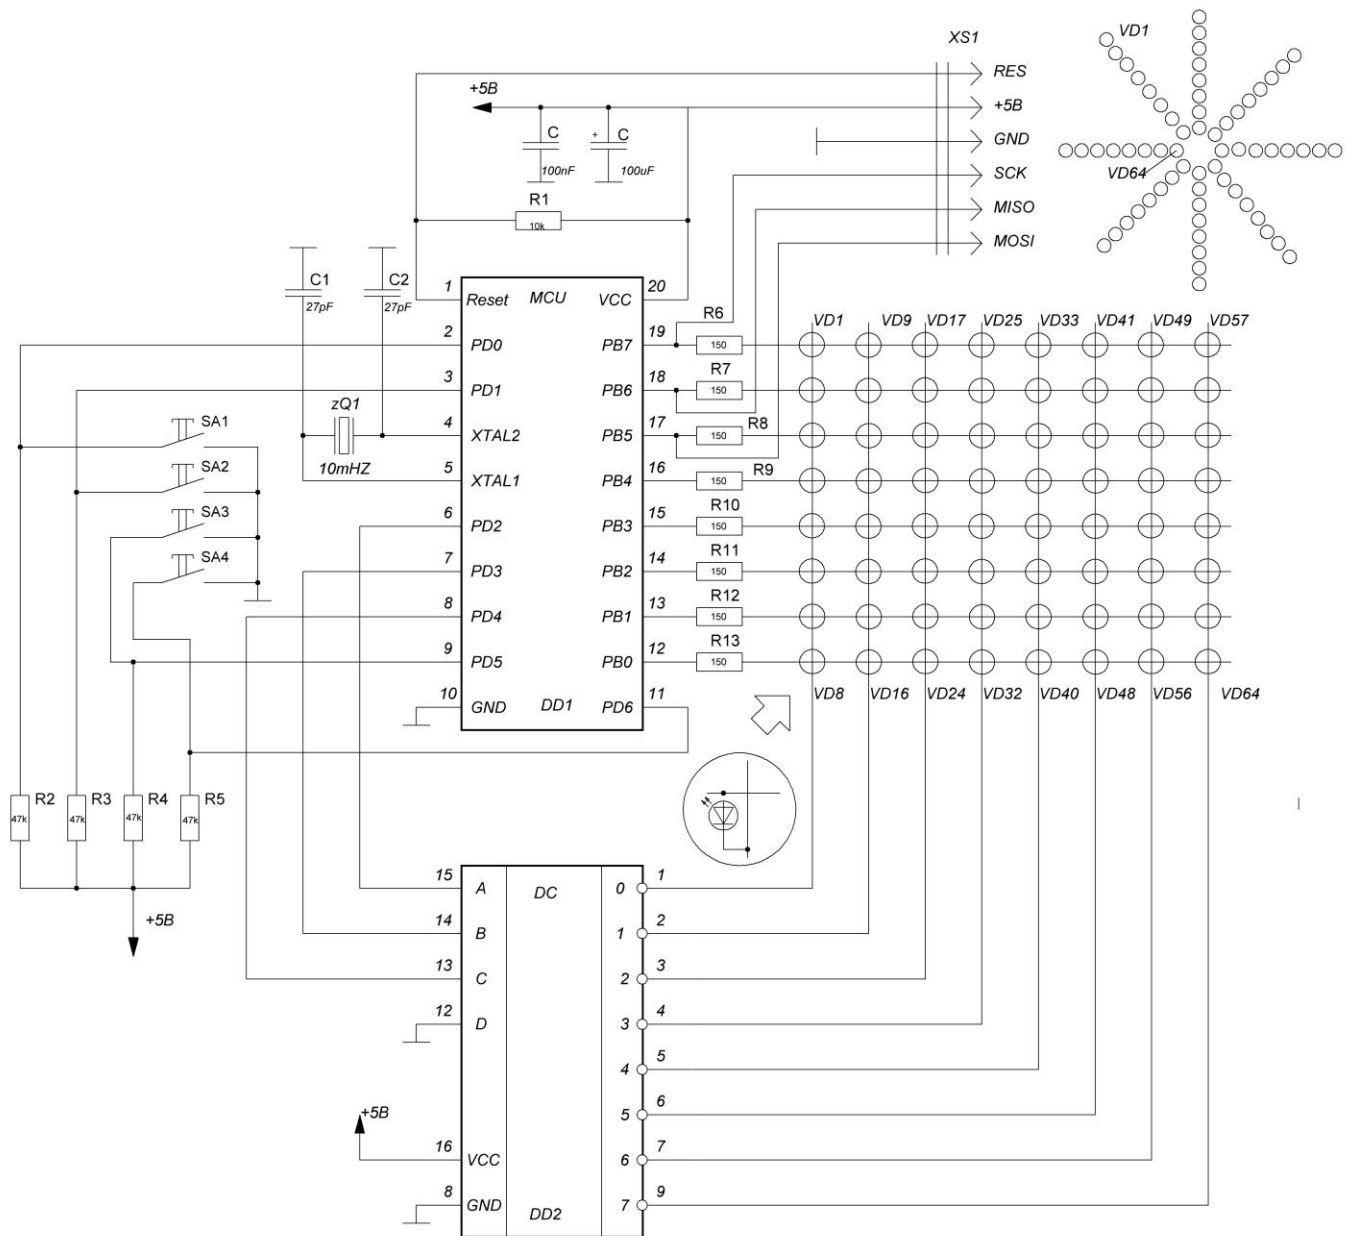 XS1
VD1
RES
+5B
+5B
GND
SCK
MISO
MOSI
VD64
C
100nF
+
C
100uF
R1
10k
C1
27pF
C2
27pF
1 Reset MCU VCC 20
2 PD0 PB7 19
3 PD1 PB6 18
4 XTAL2 PB5 17
5 XTAL1 PB4 16
6 PD2 PB3 15
7 PD3 PB2 14
8 PD4 PB1 13
9 PD5 PB0 12
10 GND DD1 PD6 11
zQ1
10mHZ
SA1
SA2
SA3
SA4
R6
150
R7
150
R8
150
R9
150
R10
150
R11
150
R12
150
R13
150
VD1 VD9 VD17 VD25 VD33 VD41 VD49 VD57
VD8 VD16 VD24 VD32 VD40 VD48 VD56 VD64
R2
47k
R3
47k
R4
47k
R5
47k
+5B
15 A DC 0 1
14 B 1 2
13 C 2 3
12 D 3 4
4 5
5 6
+5B
16 VCC 6 7
8 GND DD2 7 9